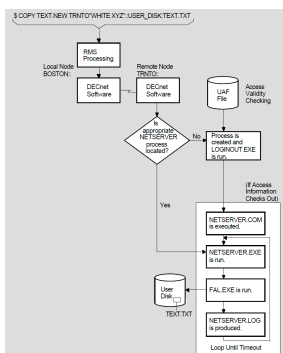 $ COPY TEXT.NEW TRNTO"WHITE XYZ"::USER_DISK:TEXT.TXT
RMS
Processing
Local Node
BOSTON::
Remote Node
TRNTO::
DECnet
Software
DECnet
Software
UAF
File
Access
Validity
Checking
Is
appropriate
NETSERVER
process
located?
No
Process is
created and
LOGINOUT.EXE
is run.
(If Access
Information
Checks Out)
Yes
NETSERVER.COM
is executed.
NETSERVER.EXE
is run.
User
Disk
TEXT.TXT
FAL.EXE is run.
NETSERVER.LOG
is produced.
Loop Until Timeout